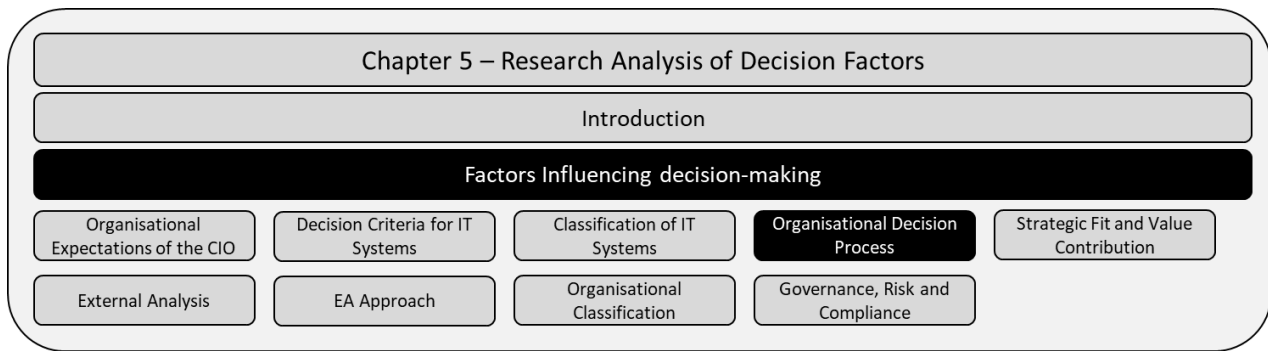 Chapter 5 – Research Analysis of Decision Factors
Introduction
Factors Influencing decision-making
Organisational
Expectations of the CIO
Decision Criteria for IT
Systems
Classification of IT
Systems
Organisational Decision
Process
Strategic Fit and Value
Contribution
External Analysis
EA Approach
Organisational
Classification
Governance, Risk and
Compliance